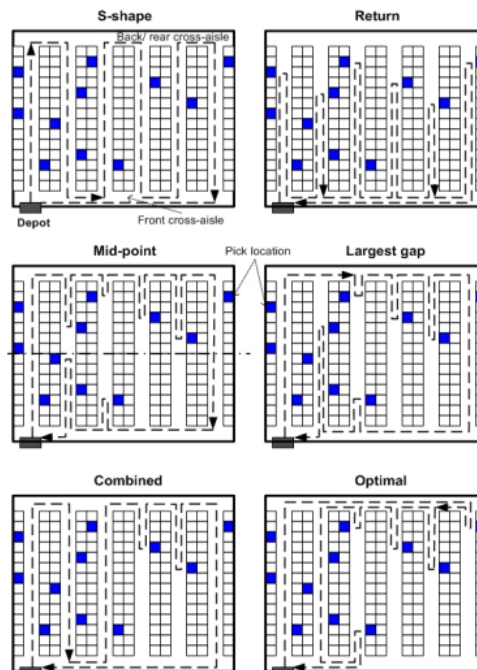 S-shape
Return
Back/ rear cross-aisle
Depot
Front cross-aisle
Mid-point
Pick location
Largest gap
Combined
Optimal